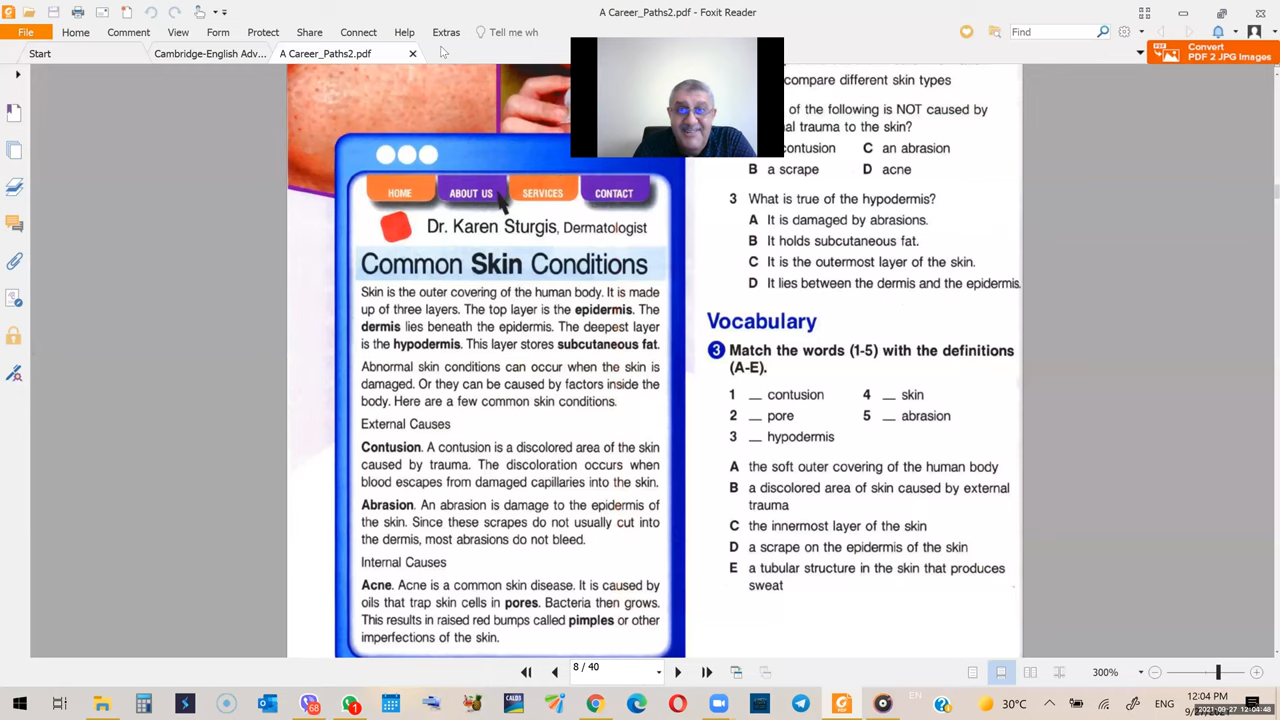 A Career_Paths2.pdf - Foxit Reader
File Home Comment View Form Protect Share Connect Help Extras Tell me wh
Find
Start Cambridge-English Adv... A Career_Paths2.pdf
Convert
PDF 2 JPG Images
HOME ABOUT US SERVICES CONTACT
Dr. Karen Sturgis, Dermatologist
Common Skin Conditions
Skin is the outer covering of the human body. It is made
up of three layers. The top layer is the epidermis. The
dermis lies beneath the epidermis. The deepest layer
is the hypodermis. This layer stores subcutaneous fat.
Abnormal skin conditions can occur when the skin is
damaged. Or they can be caused by factors inside the
body. Here are a few common skin conditions.
External Causes
Contusion. A contusion is a discolored area of the skin
caused by trauma. The discoloration occurs when
blood escapes from damaged capillaries into the skin.
Abrasion. An abrasion is damage to the epidermis of
the skin. Since these scrapes do not usually cut into
the dermis, most abrasions do not bleed.
Internal Causes
Acne. Acne is a common skin disease. It is caused by
oils that trap skin cells in pores. Bacteria then grows.
This results in raised red bumps called pimples or other
imperfections of the skin.
compare different skin types
of the following is NOT caused by
al trauma to the skin?
contusion C an abrasion
B a scrape D acne
3 What is true of the hypodermis?
A It is damaged by abrasions.
B It holds subcutaneous fat.
C It is the outermost layer of the skin.
D It lies between the dermis and the epidermis.
Vocabulary
3 Match the words (1-5) with the definitions
(A-E).
1 __ contusion 4 __ skin
2 __ pore 5 __ abrasion
3 __ hypodermis
A the soft outer covering of the human body
B a discolored area of skin caused by external
trauma
C the innermost layer of the skin
D a scrape on the epidermis of the skin
E a tubular structure in the skin that produces
sweat
8 / 40
300%
68
1
CALD3
EN
30°C
ENG
12:04 PM
2021-09-27 12:04:48